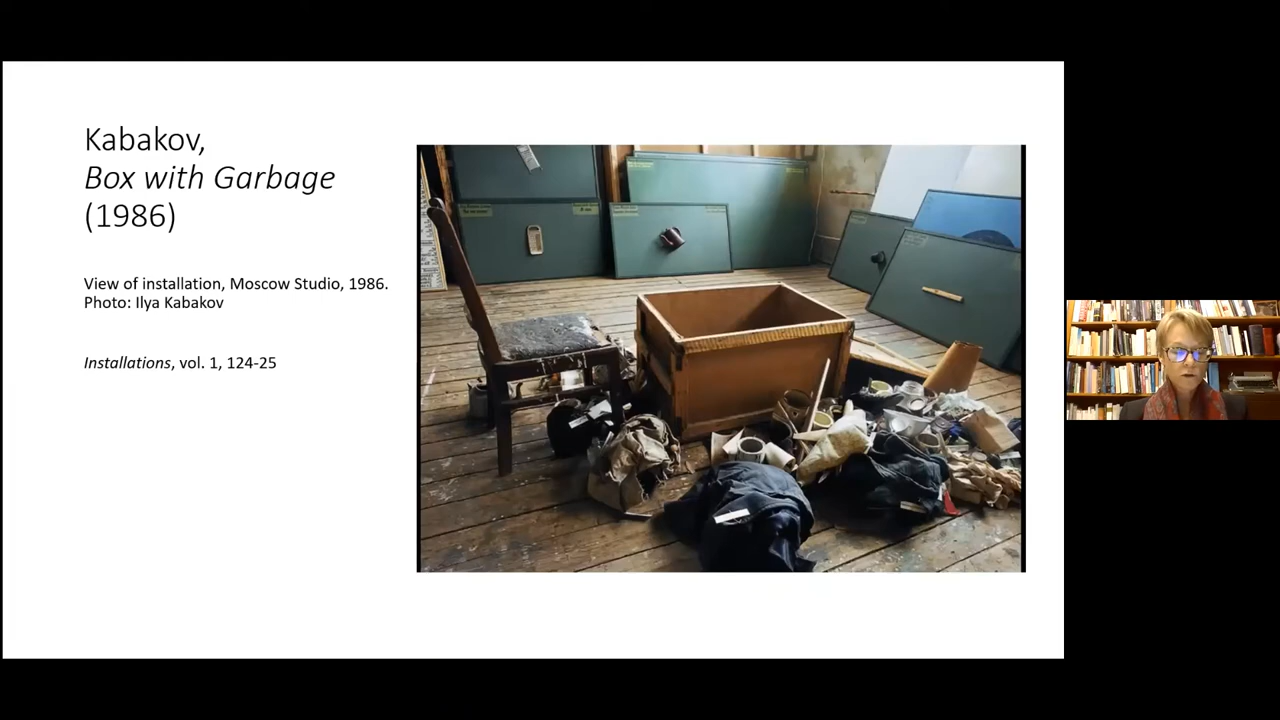 Kabakov,
Box with Garbage
(1986)
View of installation, Moscow Studio, 1986.
Photo: Ilya Kabakov
Installations, vol. 1, 124-25